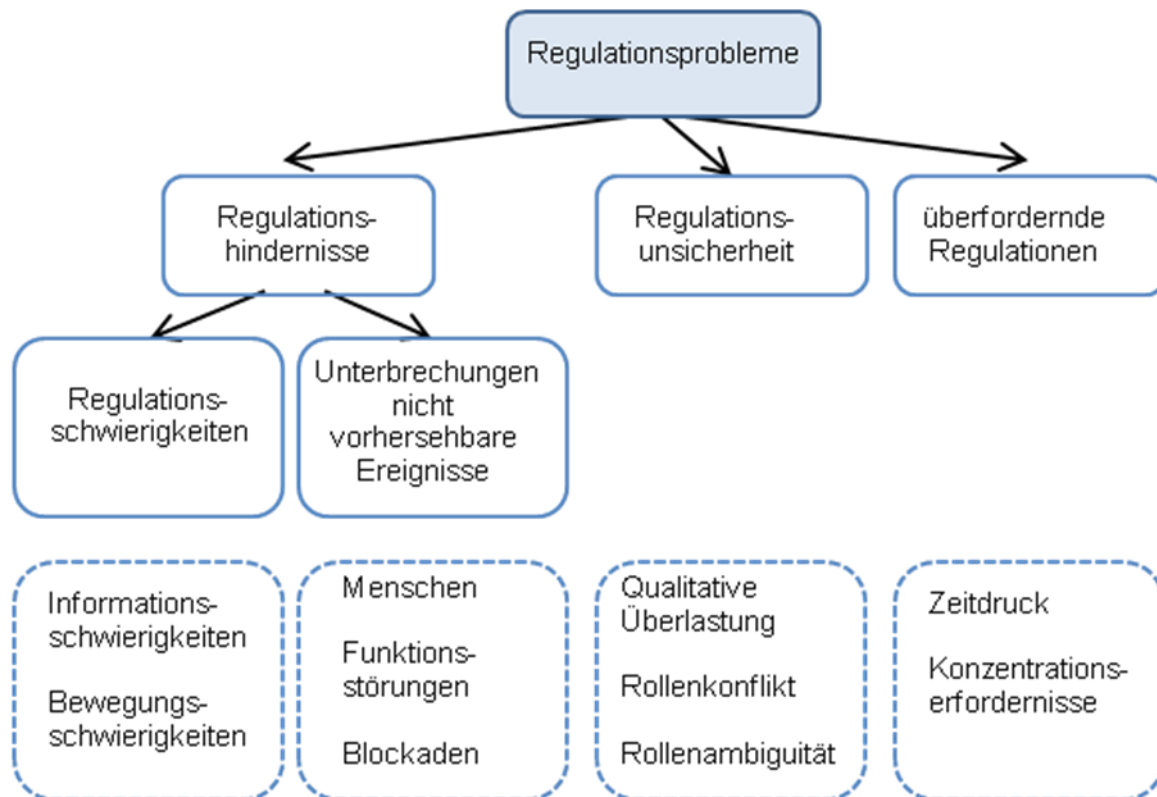 Regulationsprobleme
Regulations-
hindernisse
Regulations-
unsicherheit
überfordernde
Regulationen
Regulations-
schwierigkeiten
Unterbrechungen
nicht
vorhersehbare
Ereignisse
Informations-
schwierigkeiten
Bewegungs-
schwierigkeiten
Menschen
Funktions-
störungen
Blockaden
Qualitative
Überlastung
Rollenkonflikt
Rollenambiguität
Zeitdruck
Konzentrations-
erfordernisse